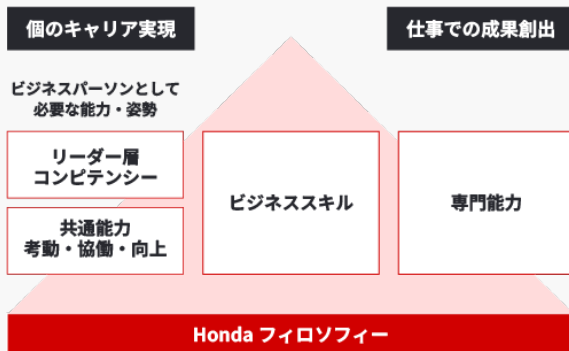 個のキャリア実現
仕事での成果創出
ビジネスパーソンとして
必要な能力・姿勢
リーダー層
コンピテンシー
共通能力
考動・協働・向上
ビジネススキル
専門能力
Honda フィロソフィー